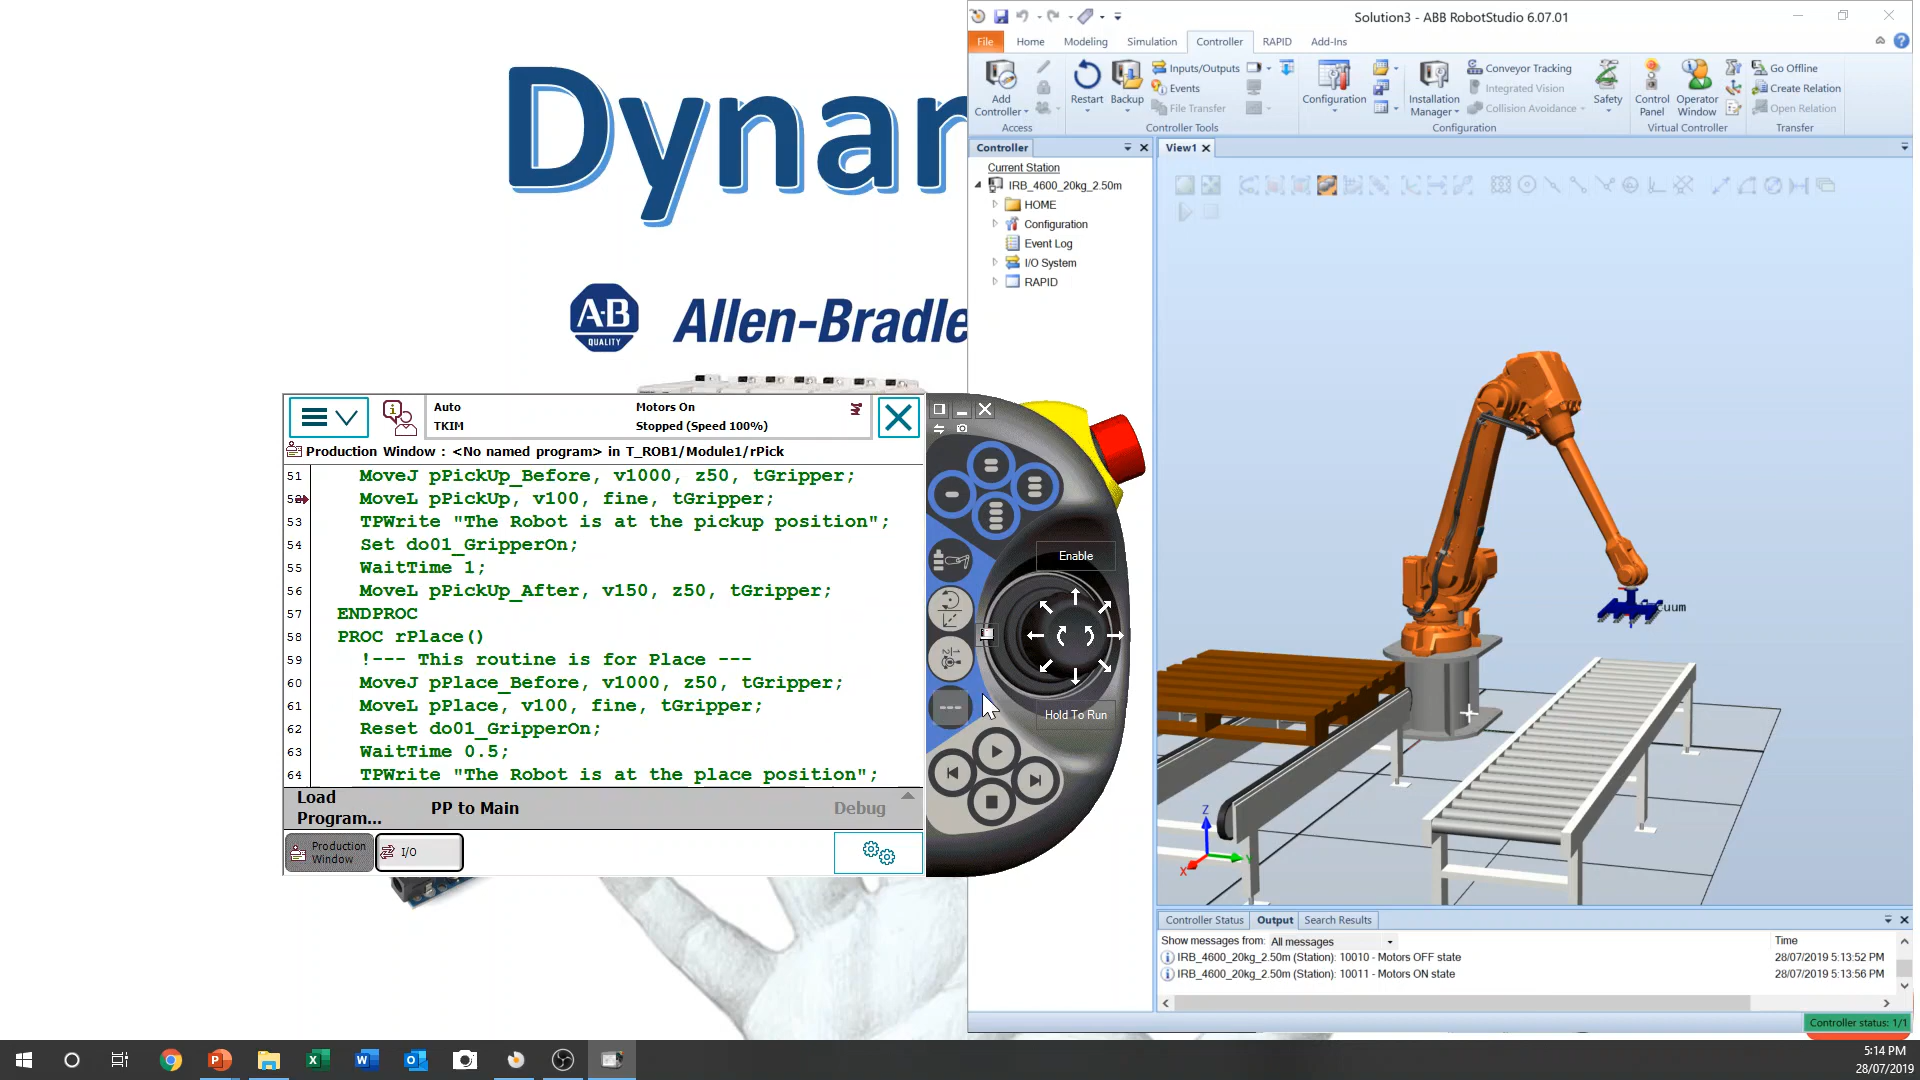 Dynar
A-B
QUALITY
Allen-Bradle
Solution3 - ABB RobotStudio 6.07.01
File Home Modeling Simulation Controller RAPID Add-Ins
Add Controller
Restart
Backup
Inputs/Outputs
Events
File Transfer
Configuration
Installation Manager
Conveyor Tracking
Integrated Vision
Collision Avoidance
Safety
Control Panel
Operator Window
Go Offline
Create Relation
Open Relation
Access Controller Tools Configuration Virtual Controller Transfer
Controller
Current Station
IRB_4600_20kg_2.50m
HOME
Configuration
Event Log
I/O System
RAPID
View1
cuum
Z
X
Auto Motors On
TKIM Stopped (Speed 100%)
Production Window : <No named program> in T_ROB1/Module1/rPick
51 MoveJ pPickUp_Before, v1000, z50, tGripper;
MoveL pPickUp, v100, fine, tGripper;
53 TPWrite "The Robot is at the pickup position";
54 Set do01_GripperOn;
55 WaitTime 1;
56 MoveL pPickUp_After, v150, z50, tGripper;
57 ENDPROC
58 PROC rPlace()
59 !--- This routine is for Place ---
60 MoveJ pPlace_Before, v1000, z50, tGripper;
61 MoveL pPlace, v100, fine, tGripper;
62 Reset do01_GripperOn;
63 WaitTime 0.5;
64 TPWrite "The Robot is at the place position";
Load Program... PP to Main Debug
Production Window I/O
Enable
Hold To Run
Controller Status Output Search Results
Show messages from: All messages Time
IRB_4600_20kg_2.50m (Station): 10010 - Motors OFF state 28/07/2019 5:13:52 PM
IRB_4600_20kg_2.50m (Station): 10011 - Motors ON state 28/07/2019 5:13:56 PM
Controller status: 1/1
5:14 PM
28/07/2019